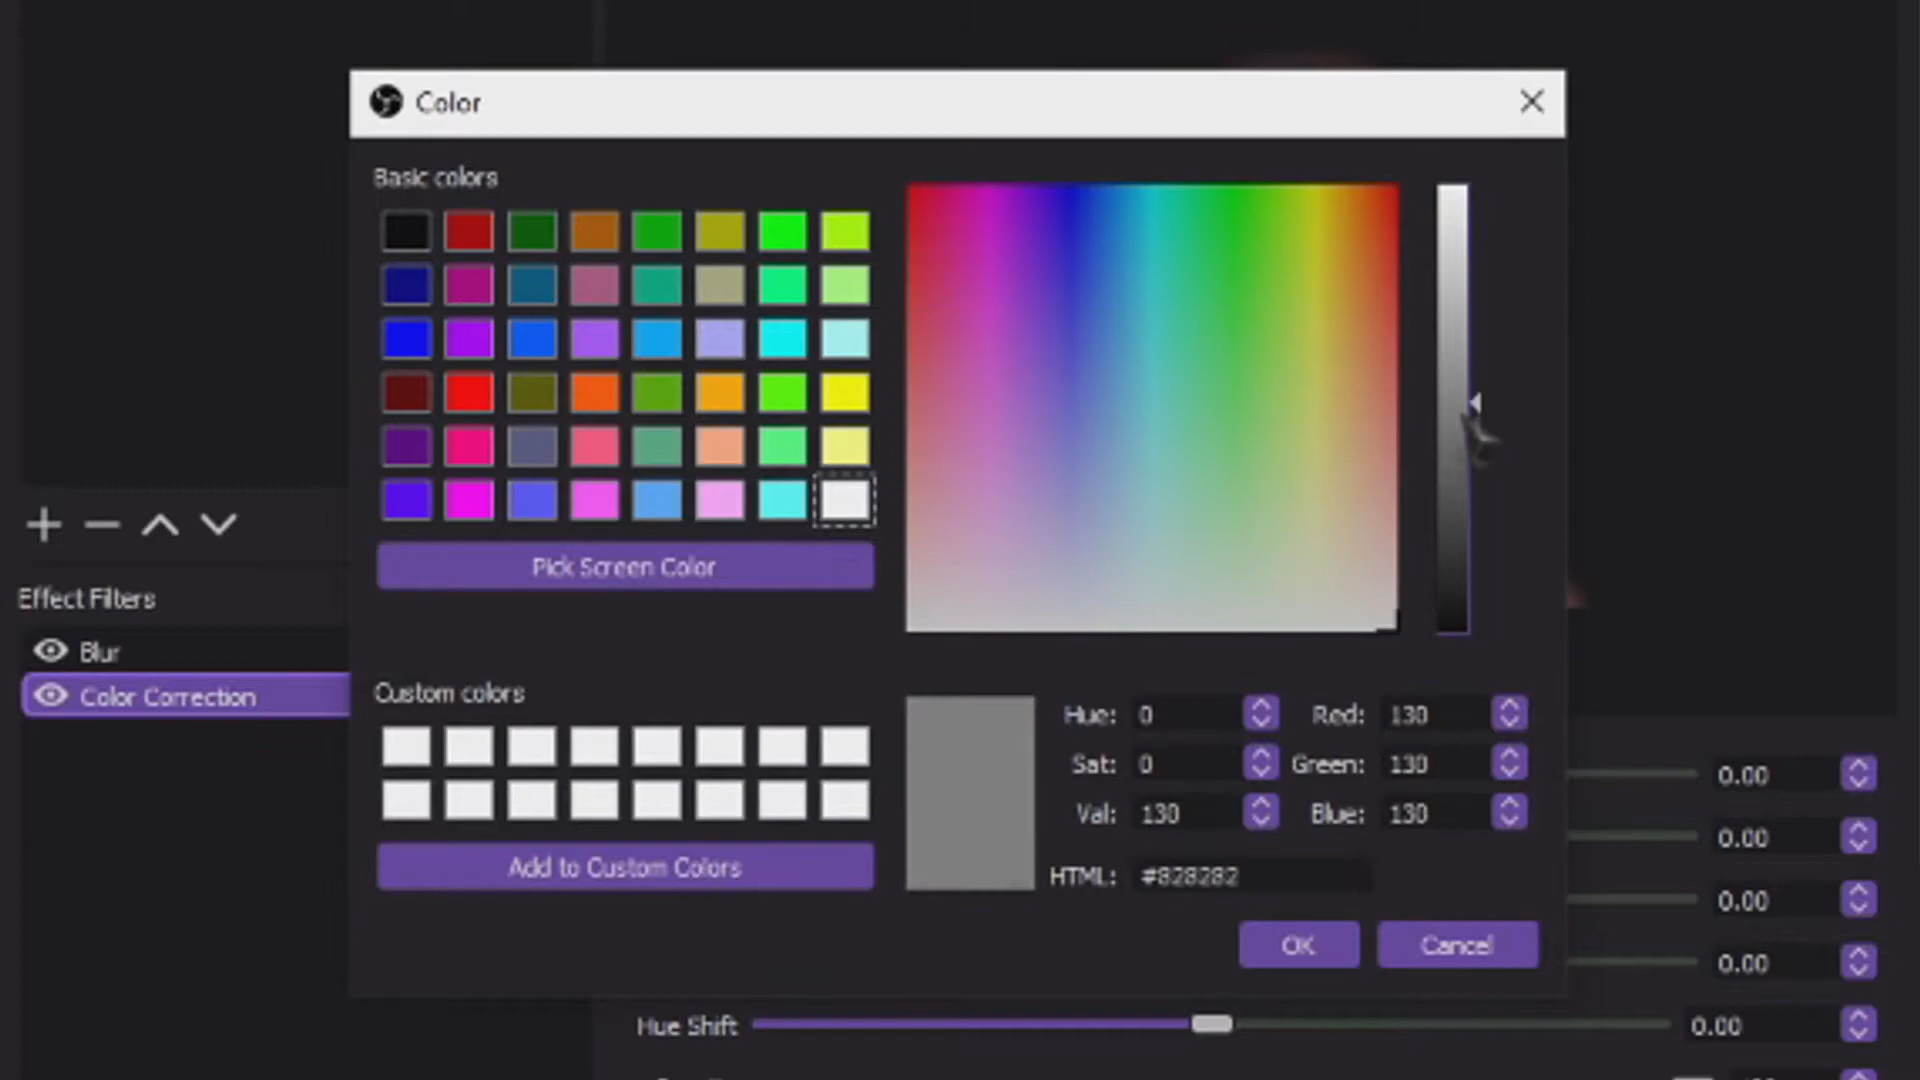 Color
Basic colors
Pick Screen Color
Effect Filters
Blur
Color Correction
Custom colors
Hue: 0 Red: 130
Sat: 0 Green: 130
Val: 130 Blue: 130
Add to Custom Colors
HTML: #828282
OK Cancel
0.00
0.00
0.00
0.00
Hue Shift 0.00